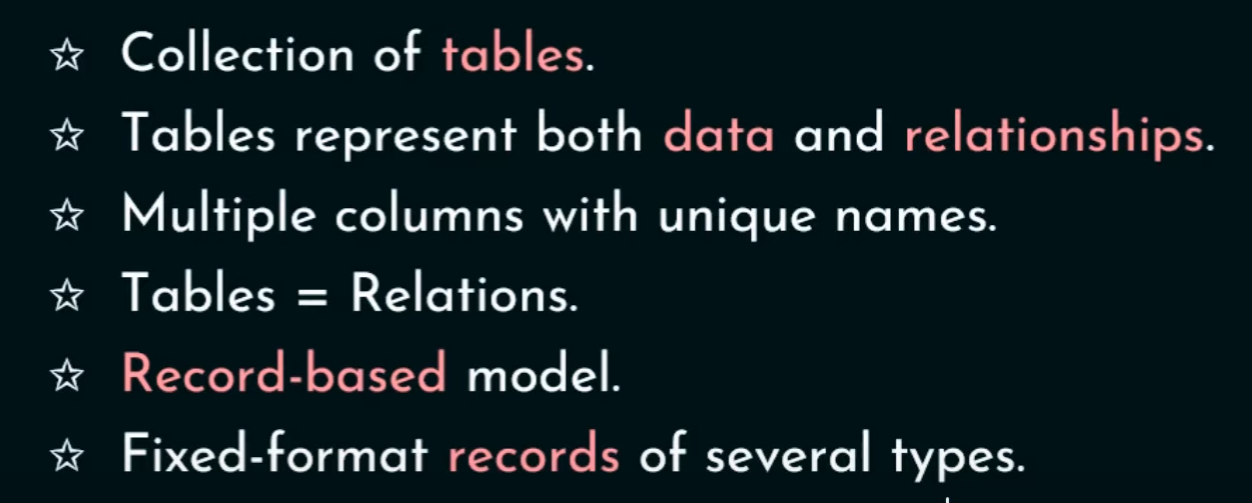 ☆ Collection of tables.
☆ Tables represent both data and relationships.
☆ Multiple columns with unique names.
☆ Tables = Relations.
☆ Record-based model.
☆ Fixed-format records of several types.